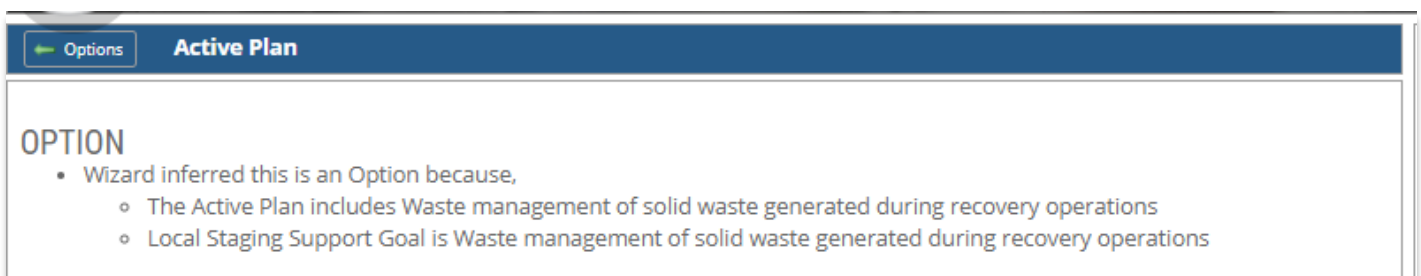 Options Active Plan
OPTION
• Wizard inferred this is an Option because,
◦ The Active Plan includes Waste management of solid waste generated during recovery operations
◦ Local Staging Support Goal is Waste management of solid waste generated during recovery operations